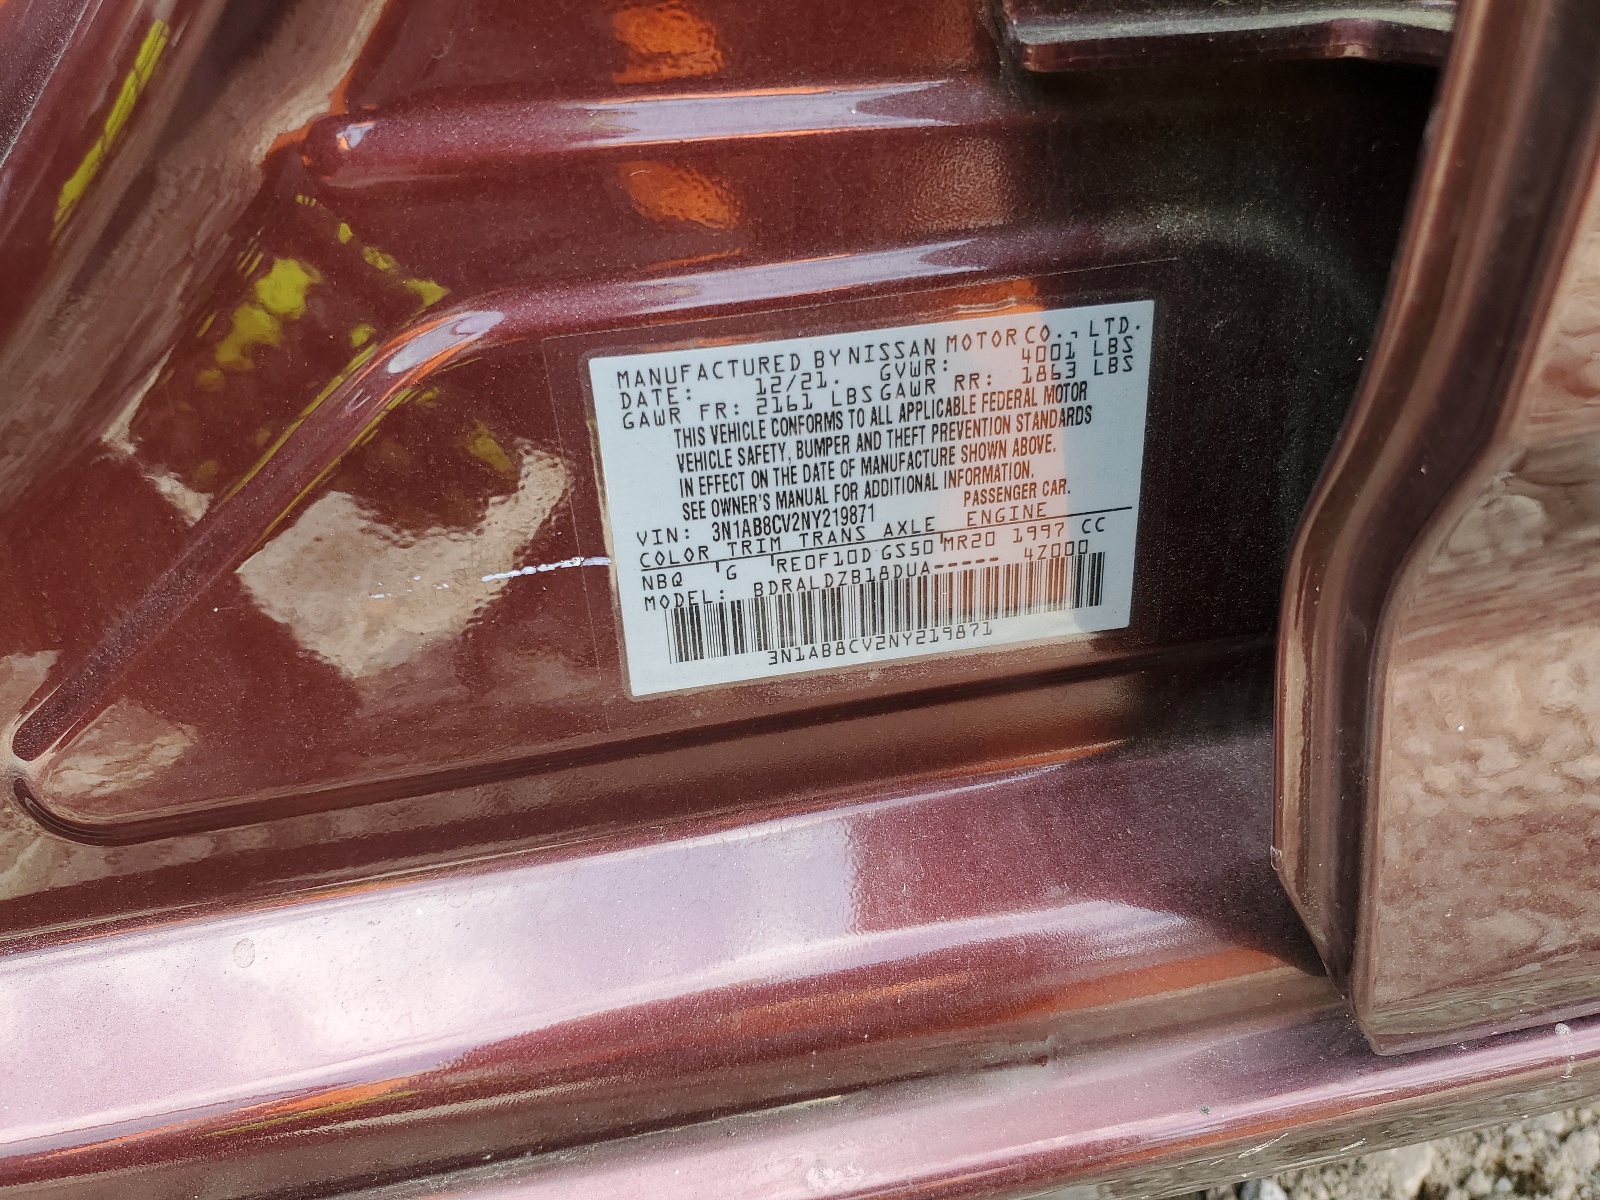 MANUFACTURED BY NISSAN MOTOR CO., LTD.
DATE: 12/21. GVWR: 4001 LBS
GAWR FR: 2161 LBS GAWR RR: 1863 LBS
THIS VEHICLE CONFORMS TO ALL APPLICABLE FEDERAL MOTOR
VEHICLE SAFETY, BUMPER AND THEFT PREVENTION STANDARDS
IN EFFECT ON THE DATE OF MANUFACTURE SHOWN ABOVE.
SEE OWNER'S MANUAL FOR ADDITIONAL INFORMATION.
VIN: 3N1AB8CV2NY219871 PASSENGER CAR.
COLOR TRIM TRANS AXLE ENGINE
NBQ G RE0F10D GS50 MR20 1997 CC
MODEL: BDRALDZB18DUA----- 4Z000
3N1AB8CV2NY219871